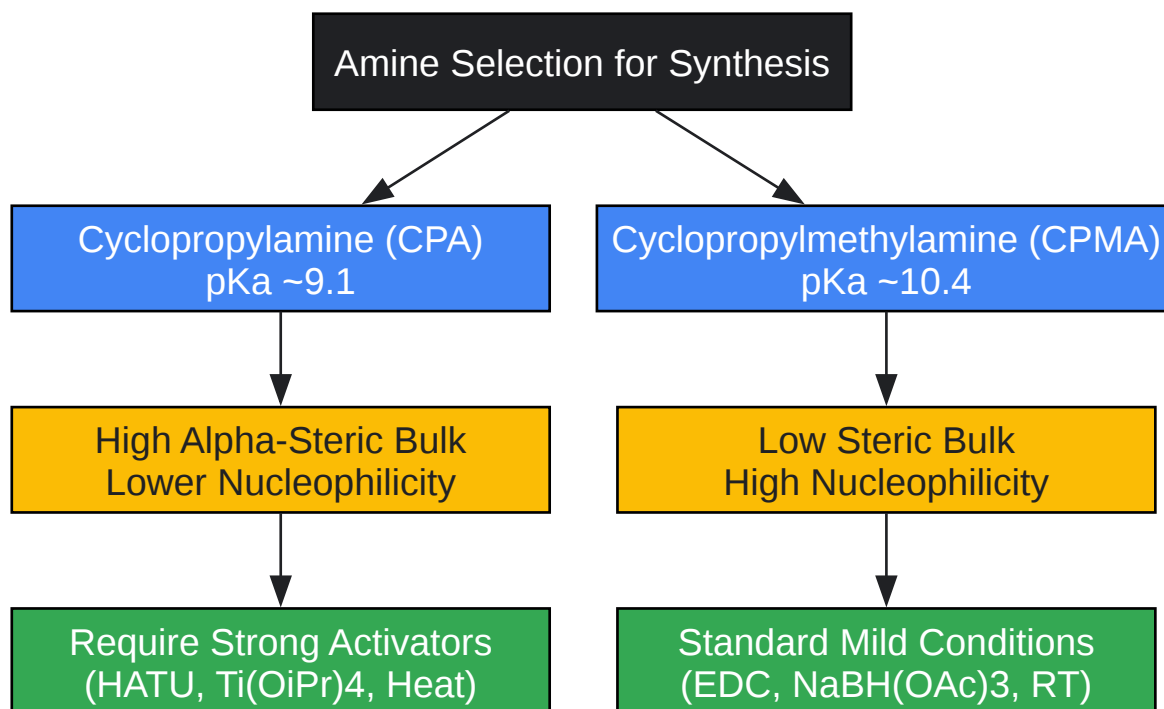 Amine Selection for Synthesis
Cyclopropylamine (CPA)
pKa ~9.1
Cyclopropylmethylamine (CPMA)
pKa ~10.4
High Alpha-Steric Bulk
Lower Nucleophilicity
Low Steric Bulk
High Nucleophilicity
Require Strong Activators
(HATU, Ti(OiPr)4, Heat)
Standard Mild Conditions
(EDC, NaBH(OAc)3, RT)